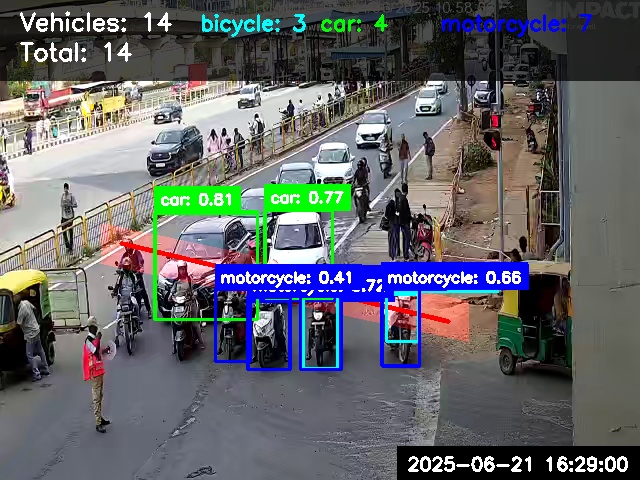 Vehicles: 14 bicycle: 3 car: 4 motorcycle: 7
Total: 14
car: 0.81
car: 0.77
motorcycle: 0.41
motorcycle: 0.66
2025-06-21 16:29:00